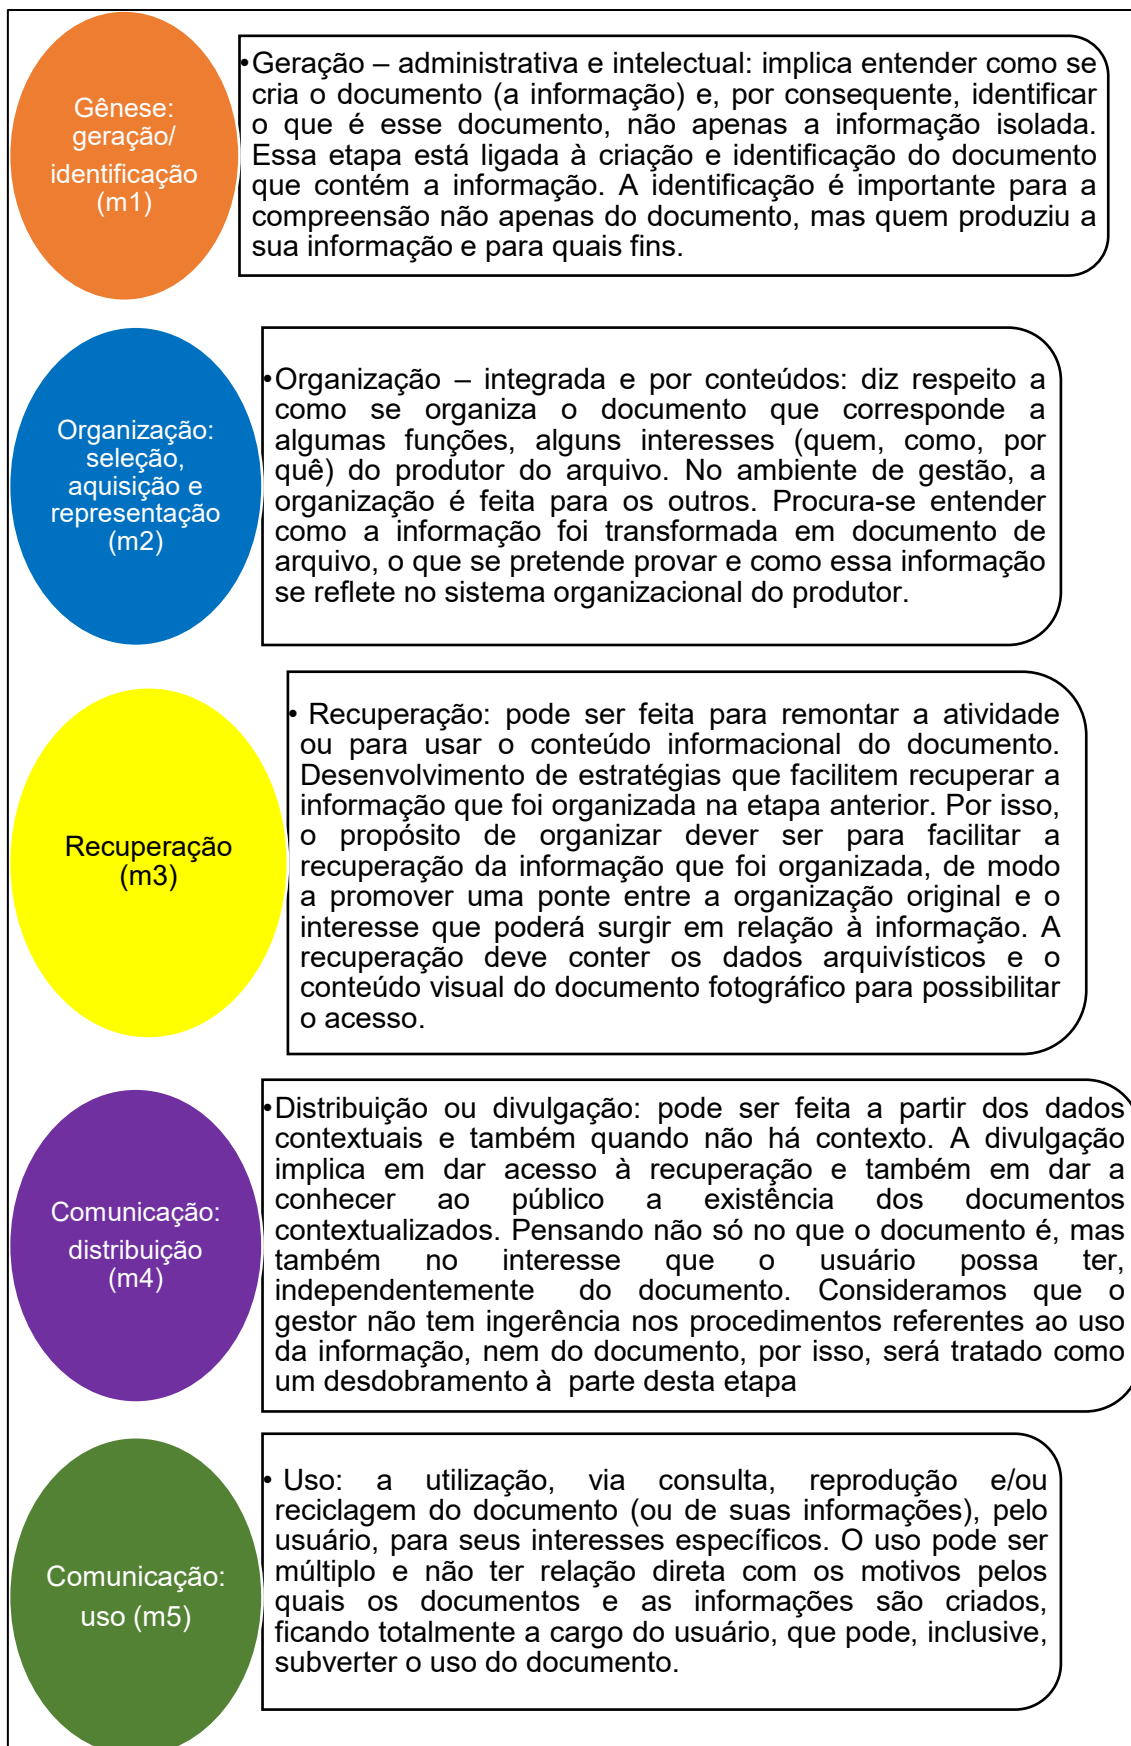 Gênese:
geração/
identificação
(m1)
•Geração – administrativa e intelectual: implica entender como se
cria o documento (a informação) e, por consequente, identificar
o que é esse documento, não apenas a informação isolada.
Essa etapa está ligada à criação e identificação do documento
que contém a informação. A identificação é importante para a
compreensão não apenas do documento, mas quem produziu a
sua informação e para quais fins.
Organização:
seleção,
aquisição e
representação
(m2)
•Organização – integrada e por conteúdos: diz respeito a
como se organiza o documento que corresponde a
algumas funções, alguns interesses (quem, como, por
quê) do produtor do arquivo. No ambiente de gestão, a
organização é feita para os outros. Procura-se entender
como a informação foi transformada em documento de
arquivo, o que se pretende provar e como essa informação
se reflete no sistema organizacional do produtor.
Recuperação
(m3)
• Recuperação: pode ser feita para remontar a atividade
ou para usar o conteúdo informacional do documento.
Desenvolvimento de estratégias que facilitem recuperar a
informação que foi organizada na etapa anterior. Por isso,
o propósito de organizar dever ser para facilitar a
recuperação da informação que foi organizada, de modo
a promover uma ponte entre a organização original e o
interesse que poderá surgir em relação à informação. A
recuperação deve conter os dados arquivísticos e o
conteúdo visual do documento fotográfico para possibilitar
o acesso.
Comunicação:
distribuição
(m4)
•Distribuição ou divulgação: pode ser feita a partir dos dados
contextuais e também quando não há contexto. A divulgação
implica em dar acesso à recuperação e também em dar a
conhecer ao público a existência dos documentos
contextualizados. Pensando não só no que o documento é, mas
também no interesse que o usuário possa ter,
independentemente do documento. Consideramos que o
gestor não tem ingerência nos procedimentos referentes ao uso
da informação, nem do documento, por isso, será tratado como
um desdobramento à parte desta etapa
Comunicação:
uso (m5)
• Uso: a utilização, via consulta, reprodução e/ou
reciclagem do documento (ou de suas informações), pelo
usuário, para seus interesses específicos. O uso pode ser
múltiplo e não ter relação direta com os motivos pelos
quais os documentos e as informações são criados,
ficando totalmente a cargo do usuário, que pode, inclusive,
subverter o uso do documento.